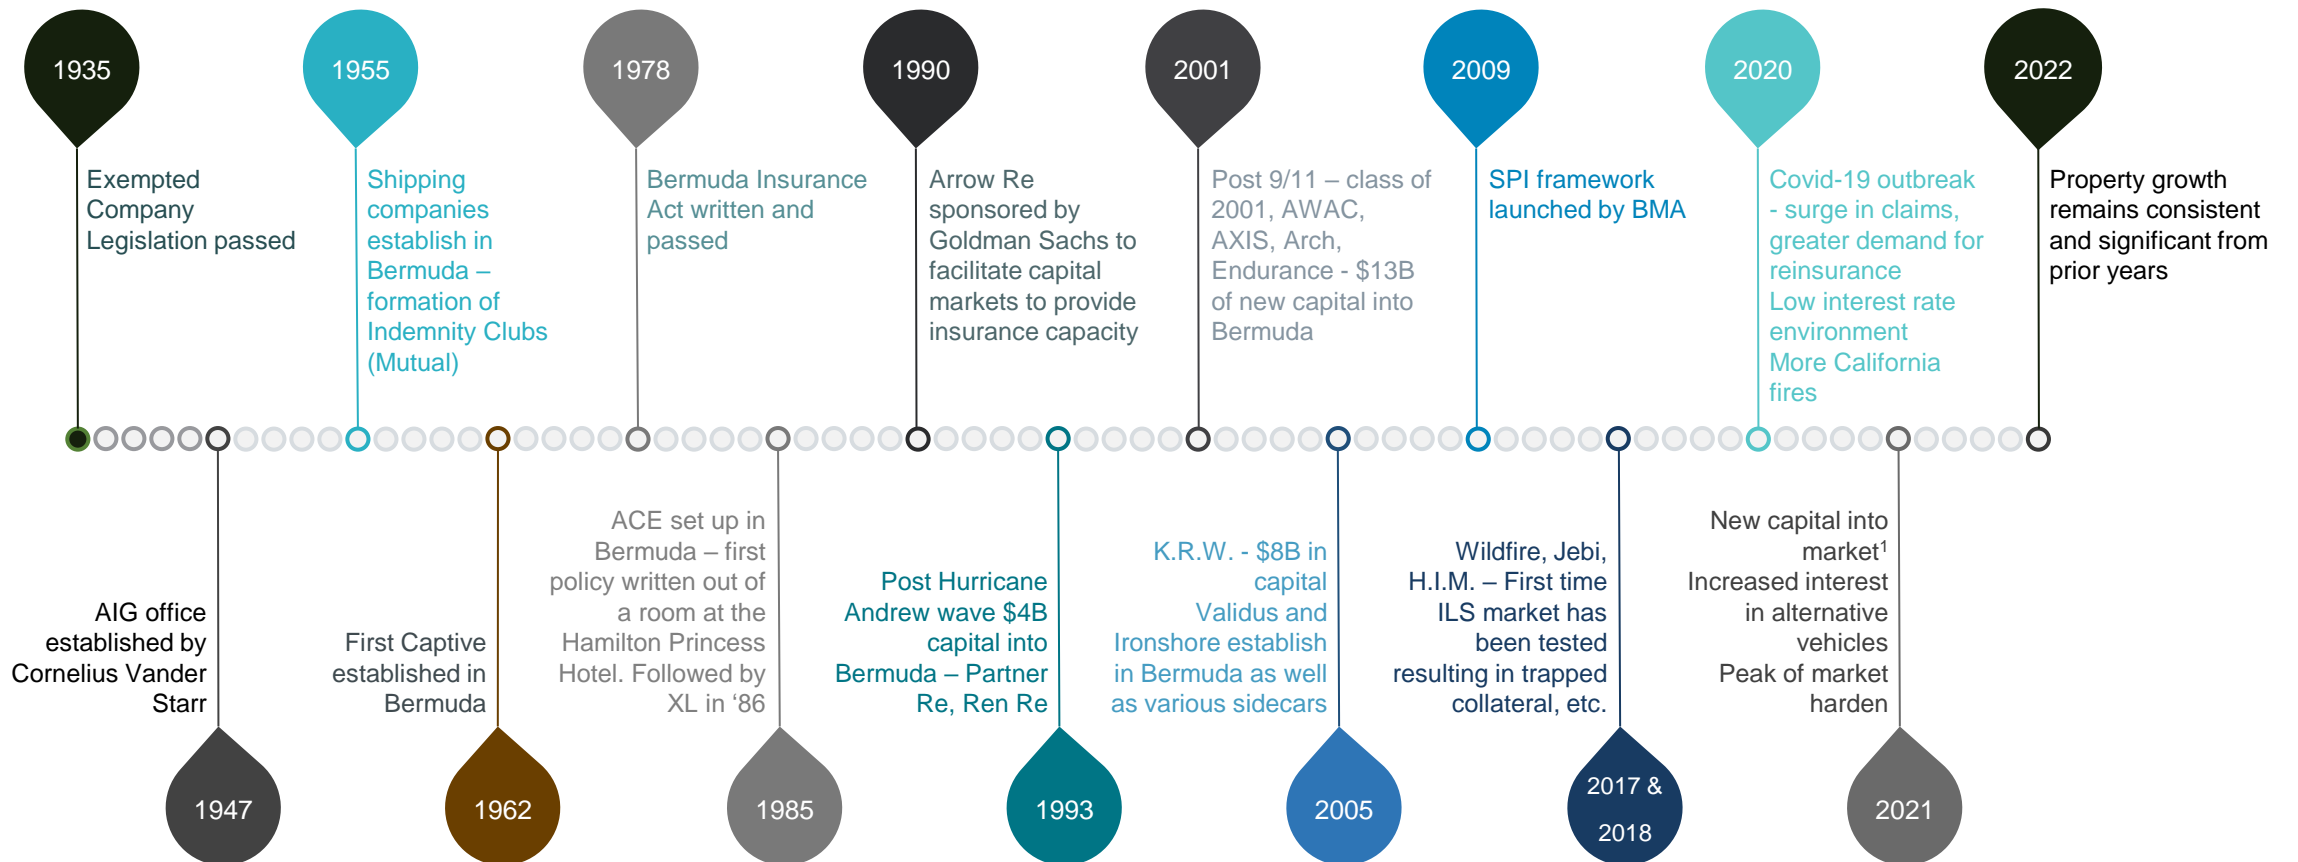 1935
Exempted
Company
Legislation passed
1955
Shipping
companies
establish in
Bermuda –
formation of
Indemnity Clubs
(Mutual)
1978
Bermuda Insurance
Act written and
passed
1990
Arrow Re
sponsored by
Goldman Sachs to
facilitate capital
markets to provide
insurance capacity
2001
Post 9/11 – class of
2001, AWAC,
AXIS, Arch,
Endurance - $13B
of new capital into
Bermuda
2009
SPI framework
launched by BMA
2020
Covid-19 outbreak
- surge in claims,
greater demand for
reinsurance
Low interest rate
environment
More California
fires
2022
Property growth
remains consistent
and significant from
prior years
AIG office
established by
Cornelius Vander
Starr
1947
First Captive
established in
Bermuda
1962
ACE set up in
Bermuda – first
policy written out of
a room at the
Hamilton Princess
Hotel. Followed by
XL in ‘86
1985
Post Hurricane
Andrew wave $4B
capital into
Bermuda – Partner
Re, Ren Re
1993
K.R.W. - $8B in
capital
Validus and
Ironshore establish
in Bermuda as well
as various sidecars
2005
Wildfire, Jebi,
H.I.M. – First time
ILS market has
been tested
resulting in trapped
collateral, etc.
2017 &
2018
New capital into
market¹
Increased interest
in alternative
vehicles
Peak of market
harden
2021